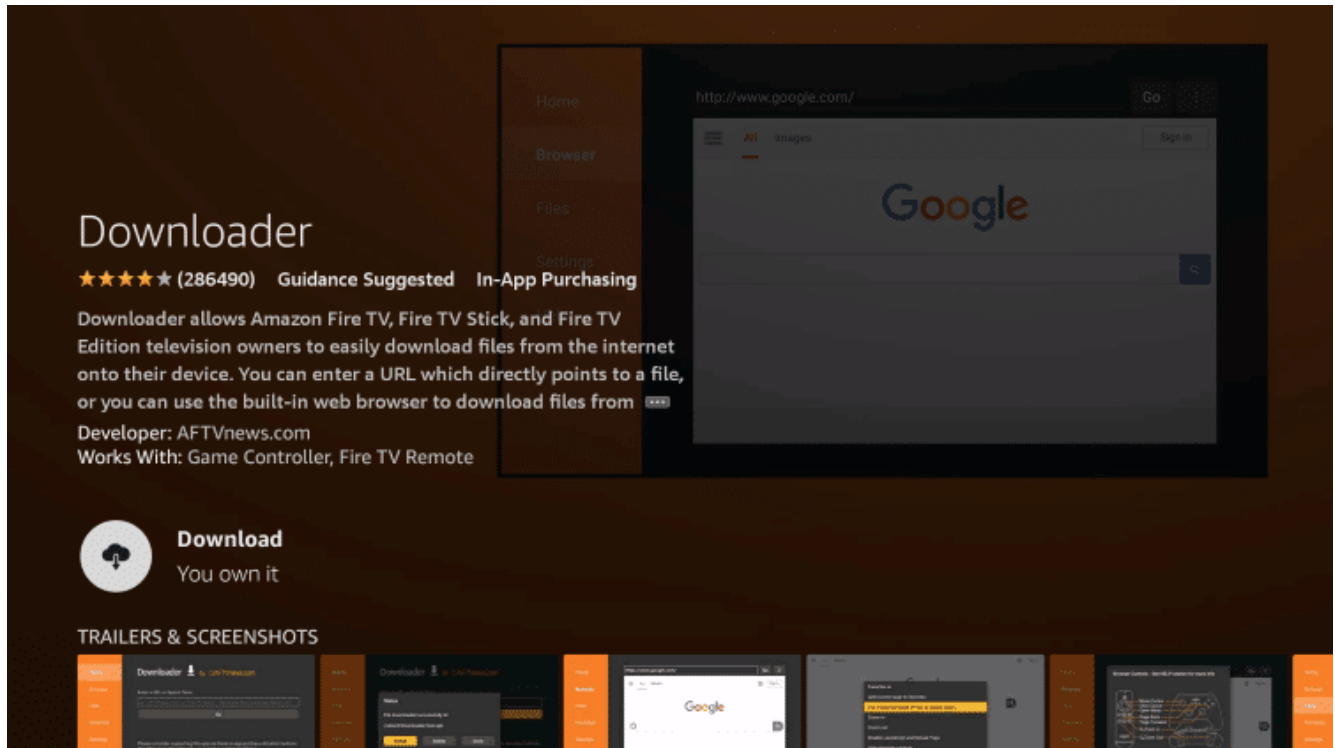 Home
http://www.google.com/
Go
All Images
Sign in
Browser
Google
Files
Settings
Downloader
(286490) Guidance Suggested In-App Purchasing
Downloader allows Amazon Fire TV, Fire TV Stick, and Fire TV
Edition television owners to easily download files from the internet
onto their device. You can enter a URL which directly points to a file,
or you can use the built-in web browser to download files from
Developer: AFTVnews.com
Works With: Game Controller, Fire TV Remote
Download
You own it
TRAILERS & SCREENSHOTS
Downloader
Downloader
Google